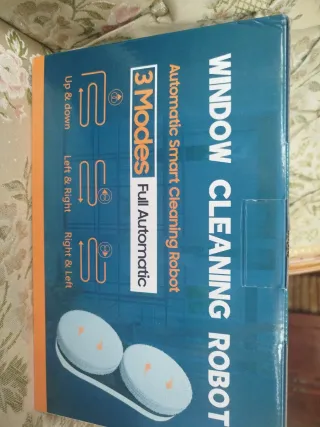 WINDOW CLEANING ROBOT
Automatic Smart Cleaning Robot
3 Modes Full Automatic
Up & down
Left & Right
Right & Left